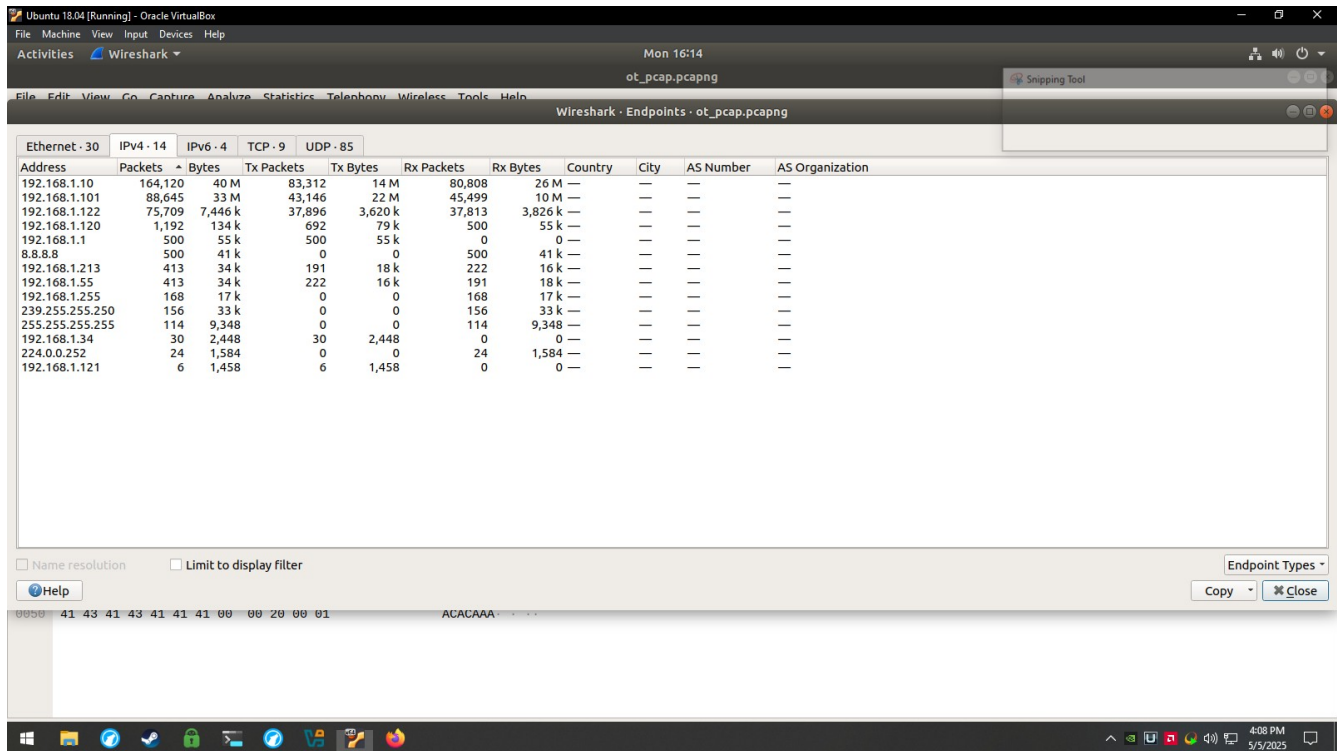 Ubuntu 18.04 [Running] - Oracle VirtualBox
File Machine View Input Devices Help
Activities Wireshark Mon 16:14
ot_pcap.pcapng
Snipping Tool
File Edit View Go Capture Analyze Statistics Telephony Wireless Tools Help
Wireshark · Endpoints · ot_pcap.pcapng
Ethernet · 30 IPv4 · 14 IPv6 · 4 TCP · 9 UDP · 85
Address Packets Bytes Tx Packets Tx Bytes Rx Packets Rx Bytes Country City AS Number AS Organization
192.168.1.10 164,120 40 M 83,312 14 M 80,808 26 M — — — —
192.168.1.101 88,645 33 M 43,146 22 M 45,499 10 M — — — —
192.168.1.122 75,709 7,446 k 37,896 3,620 k 37,813 3,826 k — — — —
192.168.1.120 1,192 134 k 692 79 k 500 55 k — — — —
192.168.1.1 500 55 k 500 55 k 0 0 — — — —
8.8.8.8 500 41 k 0 0 500 41 k — — — —
192.168.1.213 413 34 k 191 18 k 222 16 k — — — —
192.168.1.55 413 34 k 222 16 k 191 18 k — — — —
192.168.1.255 168 17 k 0 0 168 17 k — — — —
239.255.255.250 156 33 k 0 0 156 33 k — — — —
255.255.255.255 114 9,348 0 0 114 9,348 — — — —
192.168.1.34 30 2,448 30 2,448 0 0 — — — —
224.0.0.252 24 1,584 0 0 24 1,584 — — — —
192.168.1.121 6 1,458 6 1,458 0 0 — — — —
Name resolution Limit to display filter Endpoint Types
Help Copy Close
0050 41 43 41 43 41 41 41 00 00 20 00 01 ACACAAA· · ··
4:08 PM
5/5/2025